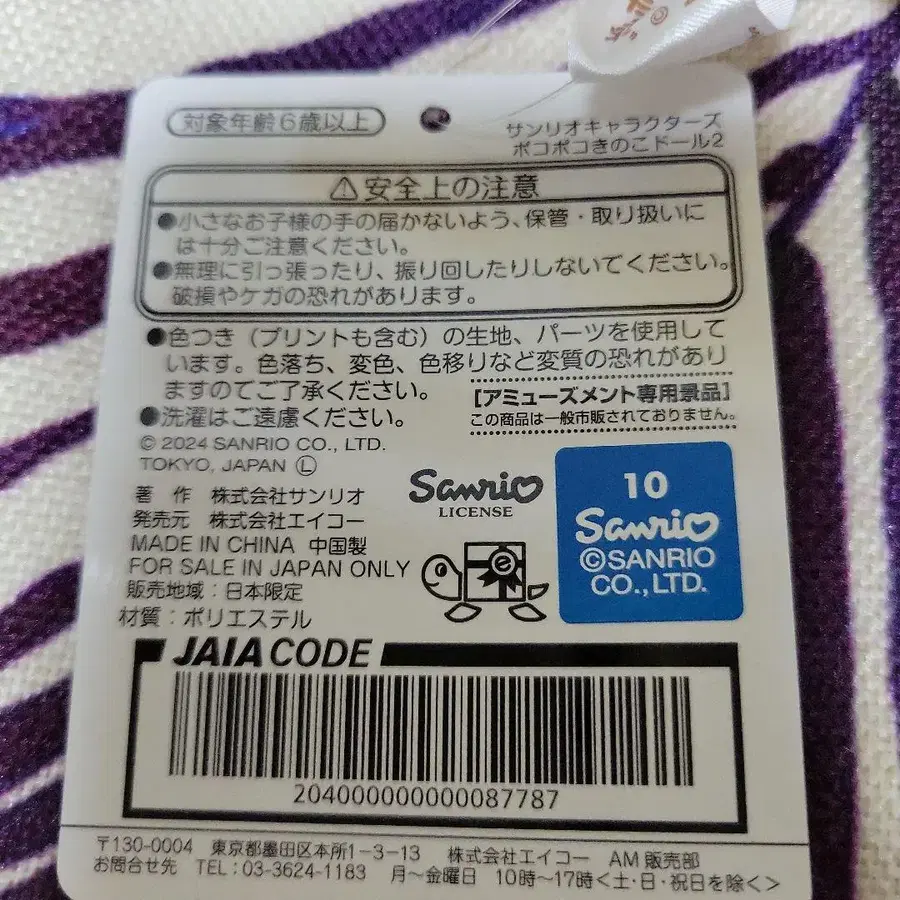 対象年齢6歳以上
サンリオキャラクターズ
ポコポコきのこドール2
⚠安全上の注意
●小さなお子様の手の届かないよう、保管・取り扱いに
は十分ご注意ください。
●無理に引っ張ったり、振り回したりしないでください。
破損やケガの恐れがあります。
●色つき（プリントも含む）の生地、パーツを使用して
います。色落ち、変色、色移りなど変質の恐れがあり
ますのでご了承ください。
●洗濯はご遠慮ください。
[アミューズメント専用景品]
この商品は一般市販されておりません。
© 2024 SANRIO CO., LTD.
TOKYO, JAPAN Ⓛ
著 作 株式会社サンリオ
発売元 株式会社エイコー
MADE IN CHINA 中国製
FOR SALE IN JAPAN ONLY
販売地域：日本限定
材質：ポリエステル
Sanrio
LICENSE
e
10
Sanrio
©SANRIO
CO., LTD.
JAIA CODE
2040000000000087787
〒130-0004 東京都墨田区本所1-3-13 株式会社エイコー AM販売部
お問合せ先 TEL：03-3624-1183 月～金曜日 10時～17時＜土・日・祝日を除く＞